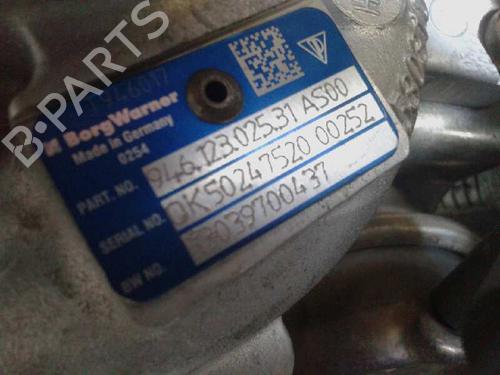 BorgWarner
Made in Germany
0254
PART. NO. 946.123.025.31 AS00
SERIAL NO. DK50247520 00252
BW NO. 53039700437
B-PARTS